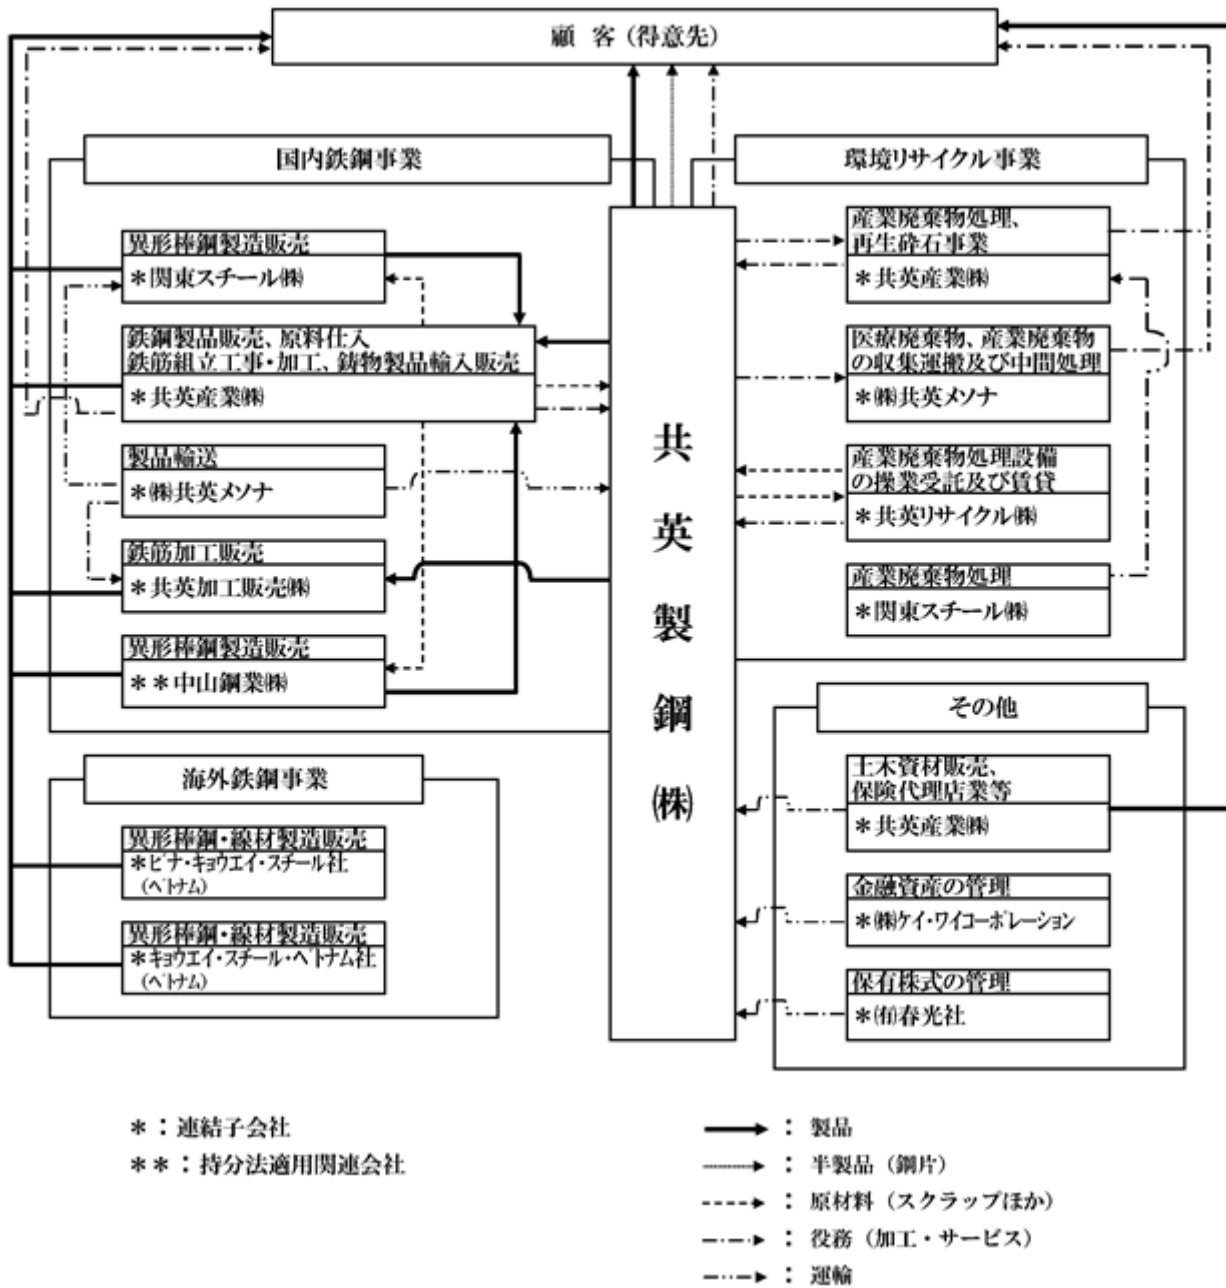 顧 客 (得意先)
国内鉄鋼事業
異形棒鋼製造販売
＊関東スチール㈱
鉄鋼製品販売、原料仕入
鉄筋組立工事・加工、鋳物製品輸入販売
＊共英産業㈱
製品輸送
＊㈱共英メソナ
鉄筋加工販売
＊共英加工販売㈱
異形棒鋼製造販売
＊＊中山鋼業㈱
海外鉄鋼事業
異形棒鋼・線材製造販売
＊ビナ・キョウエイ・スチール社
(ベトナム)
異形棒鋼・線材製造販売
＊キョウエイ・スチール・ベトナム社
(ベトナム)
共英製鋼㈱
環境リサイクル事業
産業廃棄物処理、
再生砕石事業
＊共英産業㈱
医療廃棄物、産業廃棄物
の収集運搬及び中間処理
＊㈱共英メソナ
産業廃棄物処理設備
の操業受託及び賃貸
＊共英リサイクル㈱
産業廃棄物処理
＊関東スチール㈱
その他
土木資材販売、
保険代理店業等
＊共英産業㈱
金融資産の管理
＊㈱ケイ・ワイコーポレーション
保有株式の管理
＊㈲春光社
＊：連結子会社
＊＊：持分法適用関連会社
：製品
：半製品（鋼片）
：原材料（スクラップほか）
：役務（加工・サービス）
：運輸